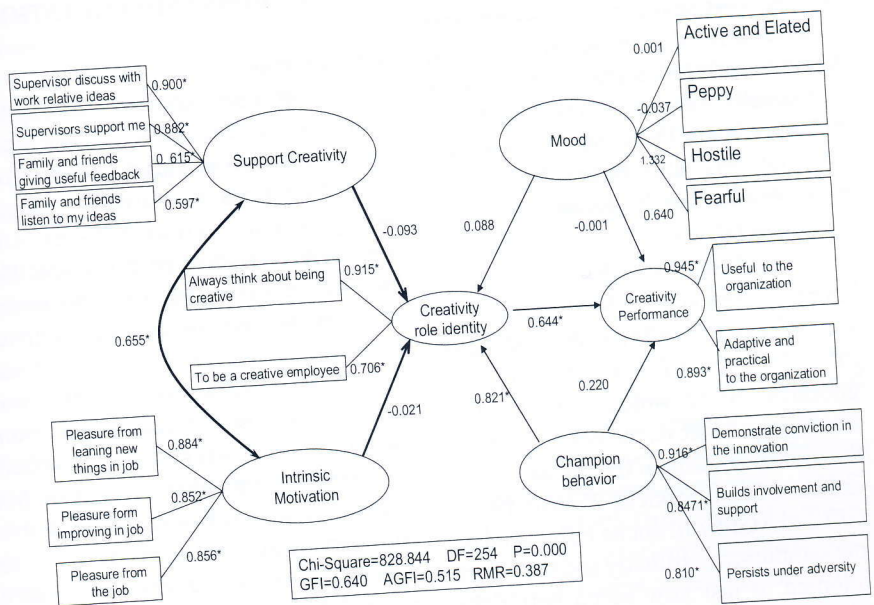 Supervisor discuss with
work relative ideas
0.900*
Supervisors support me
0.882*
Family and friends
giving useful feedback
0. 615*
Family and friends
listen to my ideas
0.597*
Support Creativity
Mood
0.001
Active and Elated
-0.037
Peppy
1.332
Hostile
0.640
Fearful
-0.093
0.088
-0.001
Always think about being
creative
0.915*
To be a creative employee
0.706*
Creativity
role identity
0.644*
Creativity
Performance
0.945*
Useful to the
organization
0.893*
Adaptive and
practical
to the organization
0.655*
-0.021
0.821*
0.220
Pleasure from
leaning new
things in job
0.884*
Pleasure form
improving in job
0.852*
Pleasure from
the job
0.856*
Intrinsic
Motivation
Champion
behavior
0.916*
Demonstrate conviction in
the innovation
0.8471*
Builds involvement and
support
0.810*
Persists under adversity
Chi-Square=828.844 DF=254 P=0.000
GFI=0.640 AGFI=0.515 RMR=0.387